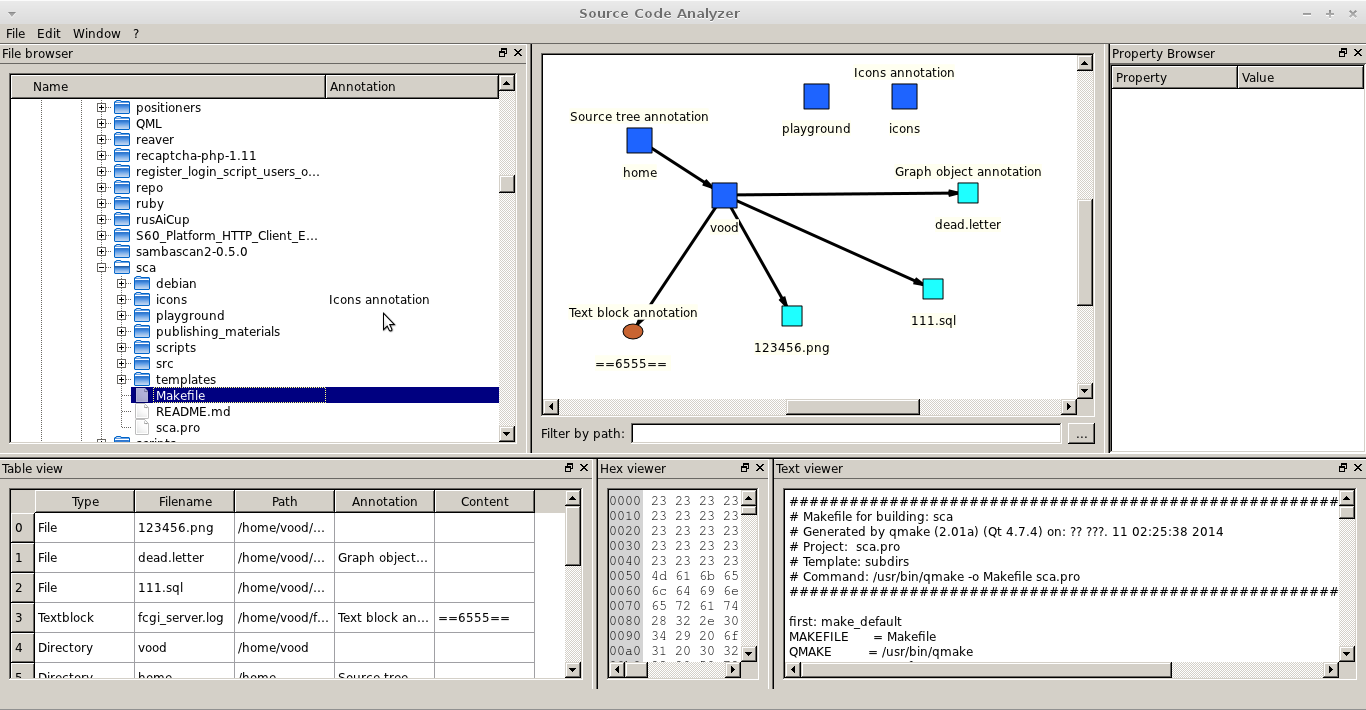 Source Code Analyzer
File Edit Window ?
File browser
Name Annotation
positioners
QML
reaver
recaptcha-php-1.11
register_login_script_users_o...
repo
ruby
rusAiCup
S60_Platform_HTTP_Client_E...
sambascan2-0.5.0
sca
debian
icons Icons annotation
playground
publishing_materials
scripts
src
templates
Makefile
README.md
sca.pro
scripts
Icons annotation
playground icons
Source tree annotation
home
Graph object annotation
vood dead.letter
Text block annotation
111.sql
123456.png
==6555==
Filter by path: ...
Property Browser
Property Value
Table view
Type Filename Path Annotation Content
0 File 123456.png /home/vood/...
1 File dead.letter /home/vood/... Graph object...
2 File 111.sql /home/vood/...
3 Textblock fcgi_server.log /home/vood/f... Text block an... ==6555==
4 Directory vood /home/vood
5 Directory home /home Source tree
Hex viewer
0000 23 23 23 23
0010 23 23 23 23
0020 23 23 23 23
0030 23 23 23 23
0040 23 23 23 23
0050 4d 61 6b 65
0060 6c 64 69 6e
0070 65 72 61 74
0080 28 32 2e 30
0090 34 29 20 6f
00a0 31 20 30 32
Text viewer
#############################################################
# Makefile for building: sca
# Generated by qmake (2.01a) (Qt 4.7.4) on: ?? ???. 11 02:25:38 2014
# Project:  sca.pro
# Template: subdirs
# Command: /usr/bin/qmake -o Makefile sca.pro
#############################################################
first: make_default
MAKEFILE = Makefile
QMAKE = /usr/bin/qmake